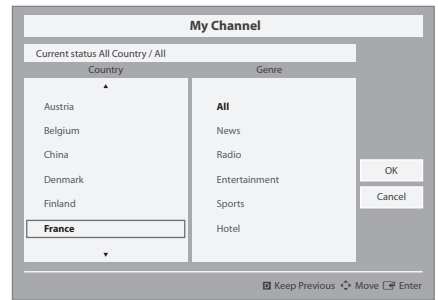 My Channel
Current status All Country / All
Country Genre
Austria All
Belgium News
China Radio
Denmark Entertainment
Finland Sports
France Hotel
OK
Cancel
D Keep Previous Move Enter